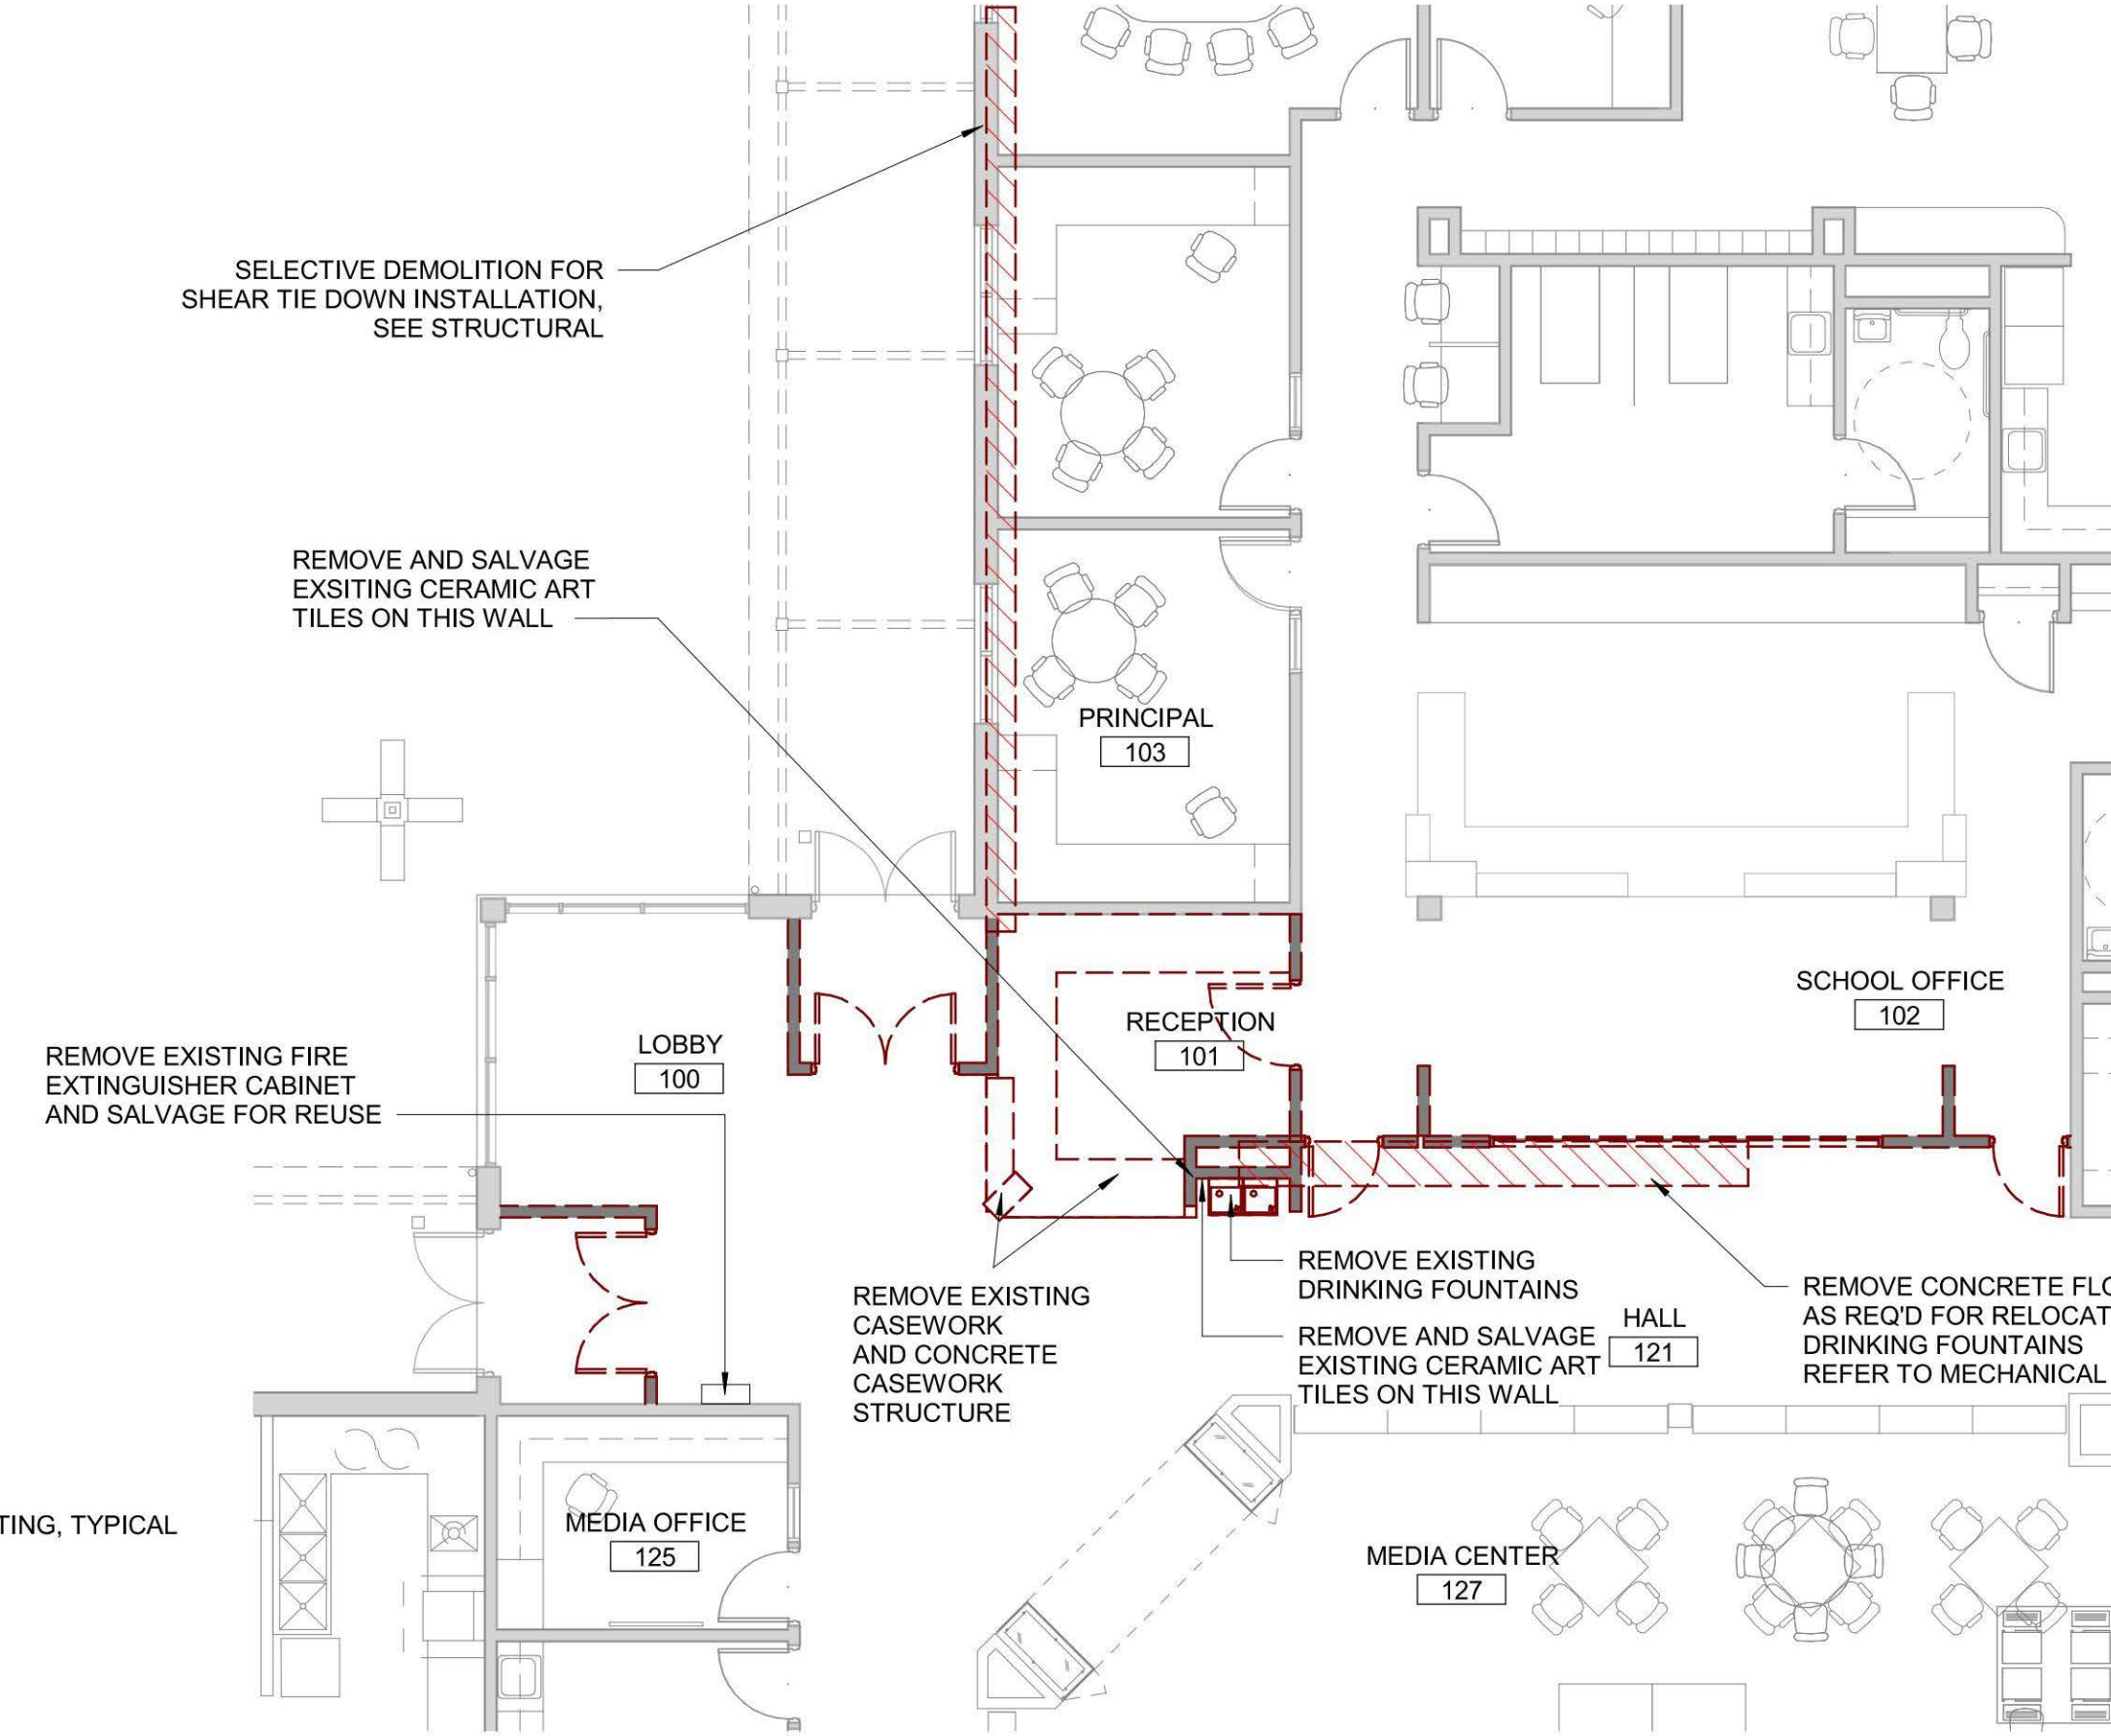 SELECTIVE DEMOLITION FOR
SHEAR TIE DOWN INSTALLATION,
SEE STRUCTURAL
REMOVE AND SALVAGE
EXSITING CERAMIC ART
TILES ON THIS WALL
PRINCIPAL
103
SCHOOL OFFICE
102
RECEPTION
101
LOBBY
100
REMOVE EXISTING FIRE
EXTINGUISHER CABINET
AND SALVAGE FOR REUSE
REMOVE EXISTING
CASEWORK
AND CONCRETE
CASEWORK
STRUCTURE
REMOVE EXISTING
DRINKING FOUNTAINS
REMOVE AND SALVAGE
EXISTING CERAMIC ART
TILES ON THIS WALL
HALL
121
REMOVE CONCRETE FLO
AS REQ'D FOR RELOCAT
DRINKING FOUNTAINS
REFER TO MECHANICAL
TING, TYPICAL
MEDIA OFFICE
125
MEDIA CENTER
127